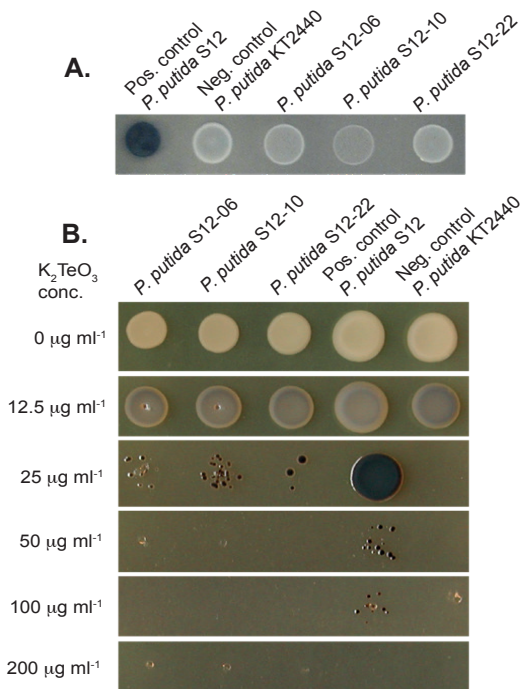 A.
Pos. control
P. putida S12
Neg. control
P. putida KT2440
P. putida S12-06
P. putida S12-10
P. putida S12-22
B.
K₂TeO₃
conc.
P. putida S12-06
P. putida S12-10
P. putida S12-22
Pos. control
P. putida S12
Neg. control
P. putida KT2440
0 µg ml⁻¹
12.5 µg ml⁻¹
25 µg ml⁻¹
50 µg ml⁻¹
100 µg ml⁻¹
200 µg ml⁻¹